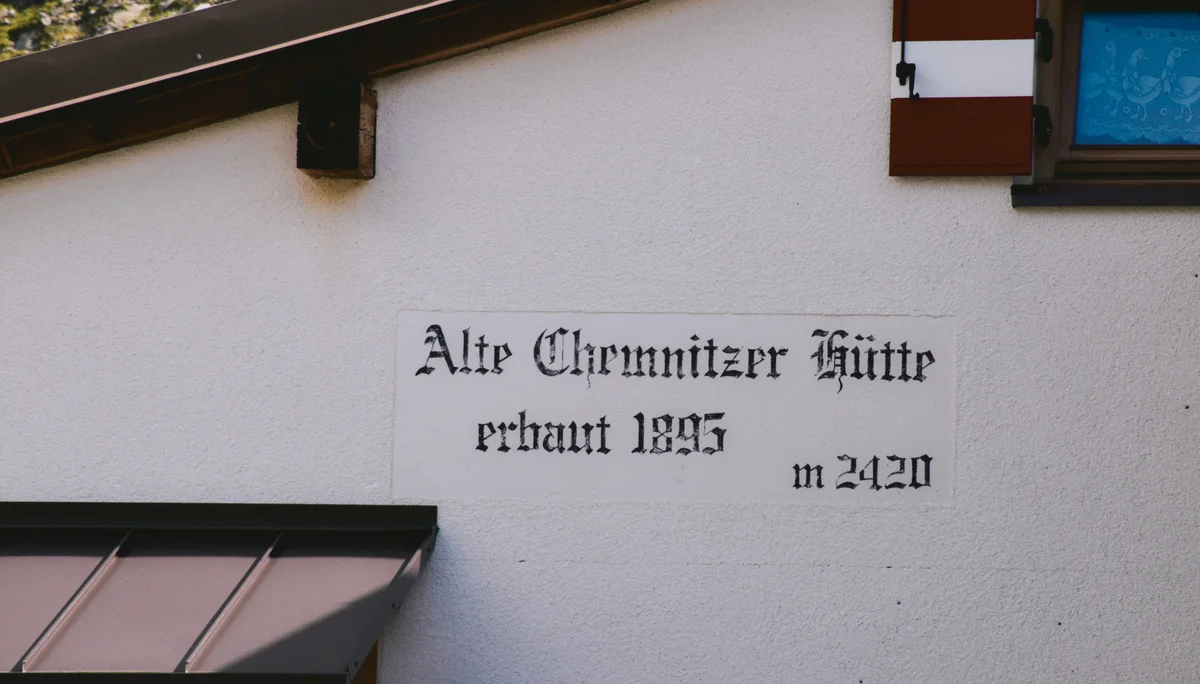 Alte Chemnitzer Hütte
erbaut 1895
m 2420